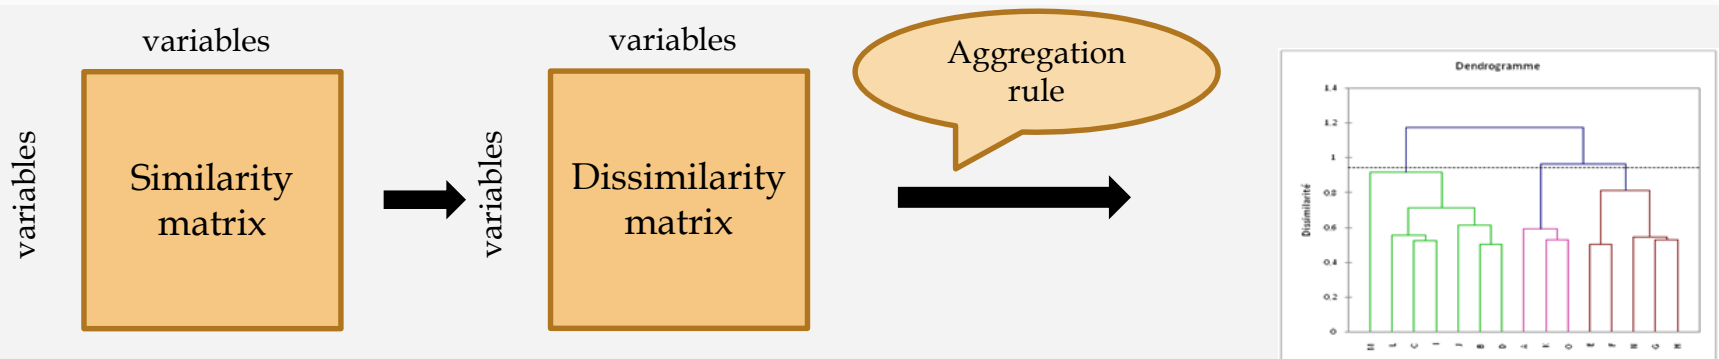 variables
variables
Similarity
matrix
variables
variables
Dissimilarity
matrix
Aggregation
rule
Dendrogramme
Dissimilarité
1.4
1.2
1
0.8
0.6
0.4
0.2
0
M L C I J B D A K O E F N G H